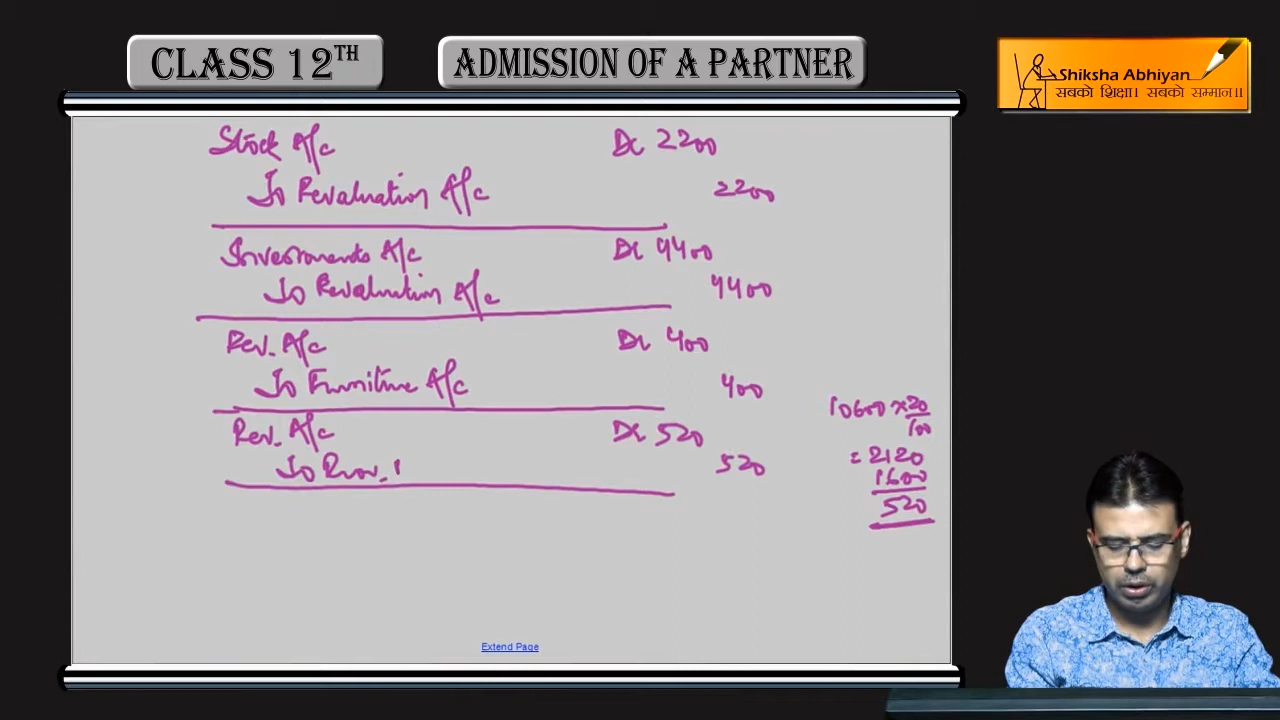 CLASS 12TH
ADMISSION OF A PARTNER
Shiksha Abhiyan
सबको शिक्षा। सबको सम्मान।।
Stock A/c Dr 2200
To Revaluation A/c 2200
Investments A/c Dr 4400
To Revaluation A/c 4400
Rev. A/c Dr 400
To Furniture A/c 400
10600 x 20/100
Rev. A/c Dr 520
= 2120
To Prov. 520
1600
520
Extend Page